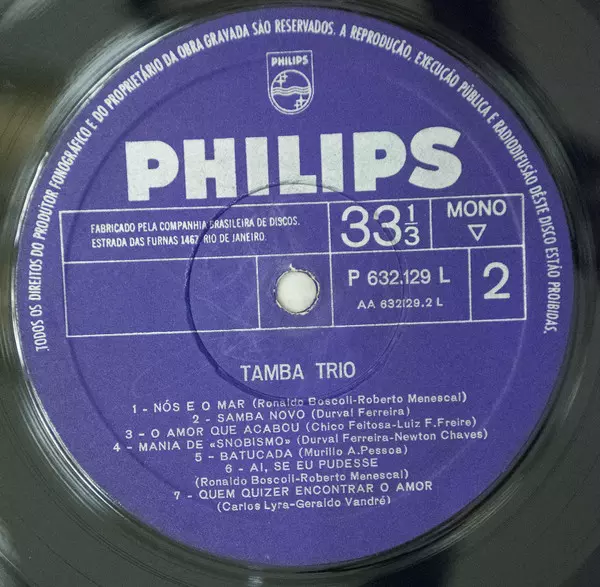 TODOS OS DIREITOS DO PRODUTOR FONOGRÁFICO E DO PROPRIETÁRIO DA OBRA GRAVADA SÃO RESERVADOS. A REPRODUÇÃO, EXECUÇÃO PÚBLICA E RADIODIFUSÃO DÊSTE DISCO ESTÃO PROIBIDAS.
PHILIPS
PHILIPS
FABRICADO PELA COMPANHIA BRASILEIRA DE DISCOS.
ESTRADA DAS FURNAS 1467 RIO DE JANEIRO.
33 1/3
MONO
P 632.129 L
AA 632129.2 L
2
TAMBA TRIO
1 - NÓS E O MAR (Ronaldo Boscoli-Roberto Menescal)
2 - SAMBA NOVO (Durval Ferreira)
3 - O AMOR QUE ACABOU (Chico Feitosa-Luiz F.Freire)
4 - MANIA DE «SNOBISMO» (Durval Ferreira-Newton Chaves)
5 - BATUCADA (Murillo A.Pessoa)
6 - AI, SE EU PUDESSE
(Ronaldo Boscoli-Roberto Menescal)
7 - QUEM QUIZER ENCONTRAR O AMOR
(Carlos Lyra-Geraldo Vandré)